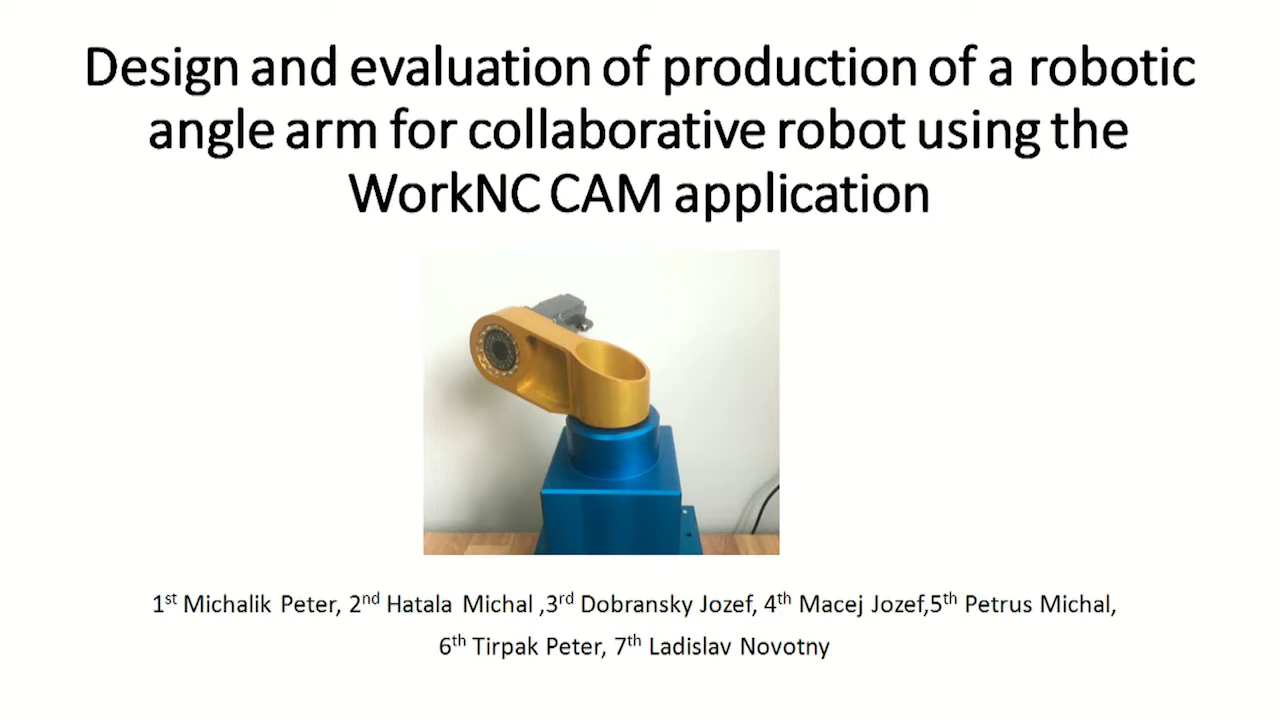 Design and evaluation of production of a robotic
angle arm for collaborative robot using the
WorkNC CAM application
1st Michalik Peter, 2nd Hatala Michal ,3rd Dobransky Jozef, 4th Macej Jozef,5th Petrus Michal,
6th Tirpak Peter, 7th Ladislav Novotny